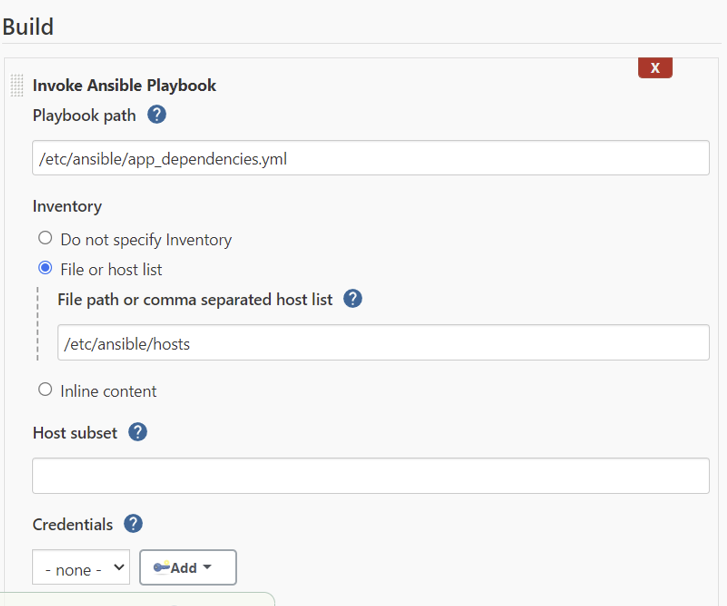 Build
X
Invoke Ansible Playbook
Playbook path ?
/etc/ansible/app_dependencies.yml
Inventory
Do not specify Inventory
File or host list
File path or comma separated host list ?
/etc/ansible/hosts
Inline content
Host subset ?
Credentials ?
- none - Add